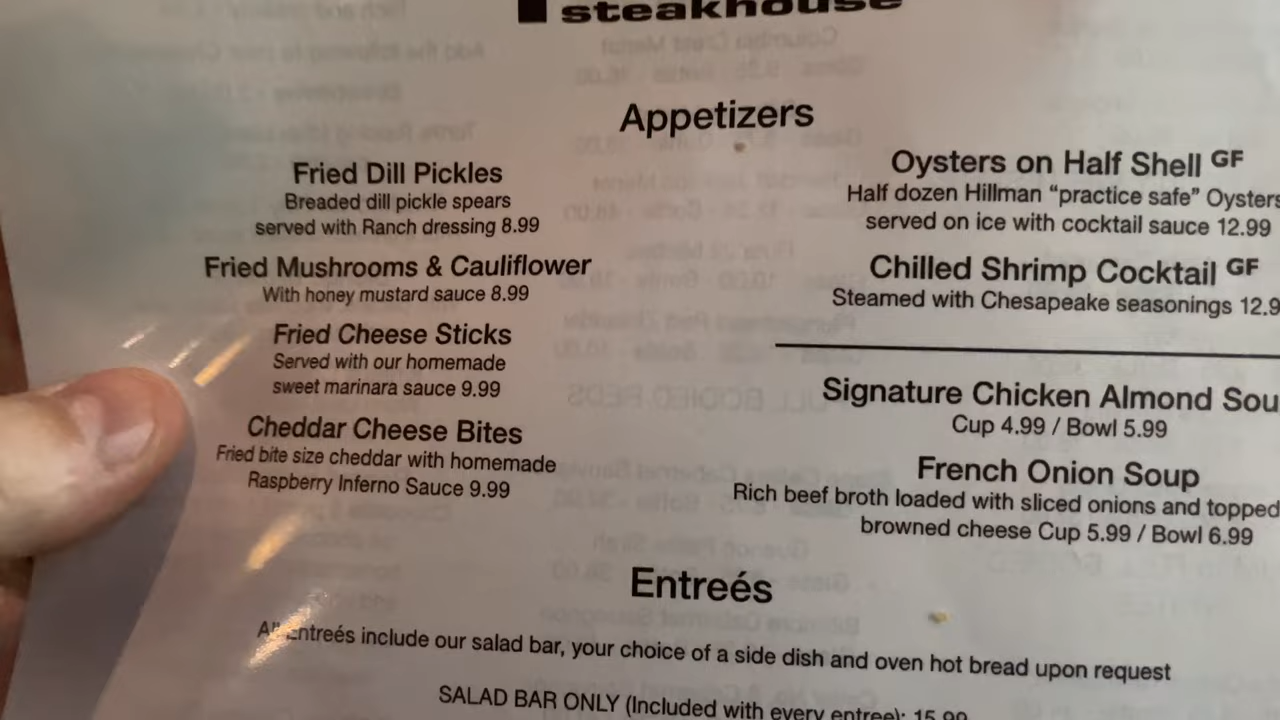 steakhouse
Appetizers
Fried Dill Pickles
Breaded dill pickle spears
served with Ranch dressing 8.99
Fried Mushrooms & Cauliflower
With honey mustard sauce 8.99
Fried Cheese Sticks
Served with our homemade
sweet marinara sauce 9.99
Cheddar Cheese Bites
Fried bite size cheddar with homemade
Raspberry Inferno Sauce 9.99
Oysters on Half Shell GF
Half dozen Hillman “practice safe” Oysters
served on ice with cocktail sauce 12.99
Chilled Shrimp Cocktail GF
Steamed with Chesapeake seasonings 12.9
Signature Chicken Almond Sou
Cup 4.99 / Bowl 5.99
French Onion Soup
Rich beef broth loaded with sliced onions and topped
browned cheese Cup 5.99 / Bowl 6.99
Entreés
All entreés include our salad bar, your choice of a side dish and oven hot bread upon request
SALAD BAR ONLY (Included with every entree): 15.99